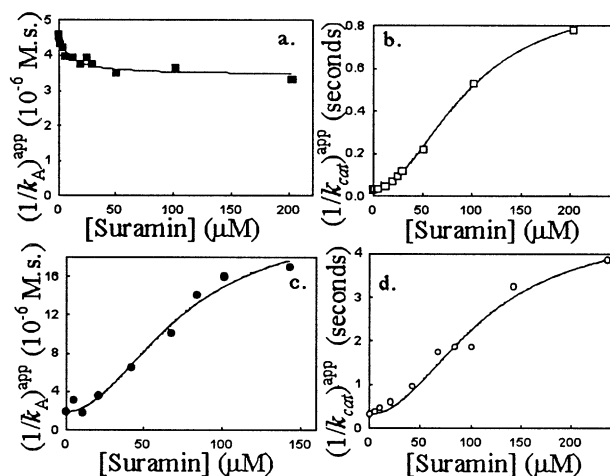 a.
(1/kA)app (10-6 M.s.)
5
4
3
2
1
0
0 50 100 150 200
[Suramin] (µM)
b.
(1/kcat)app (seconds)
0.8
0.6
0.4
0.2
0
0 50 100 150 200
[Suramin] (µM)
c.
(1/kA)app (10-6 M.s.)
16
12
8
4
0
0 50 100 150
[Suramin] (µM)
d.
(1/kcat)app (seconds)
4
3
2
1
0
0 50 100 150 200
[Suramin] (µM)